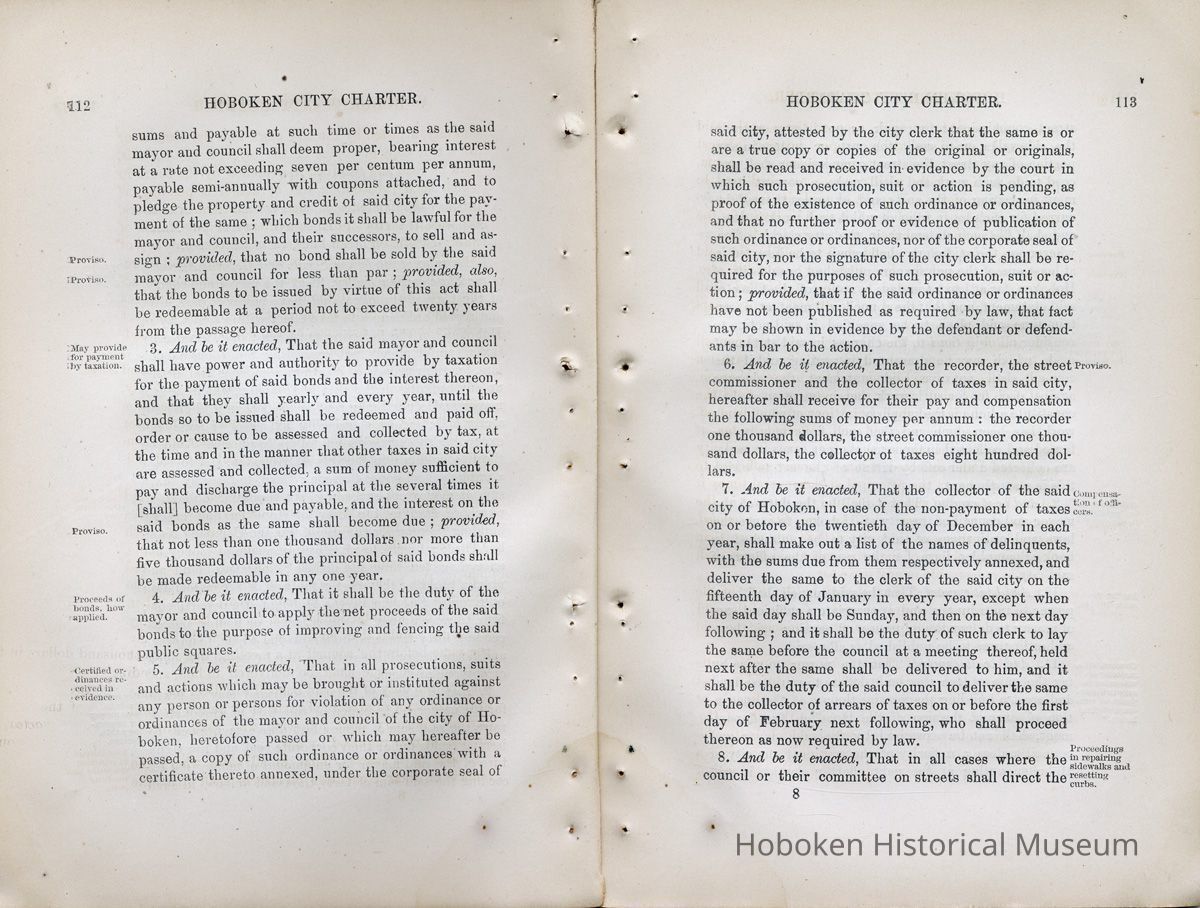 112
HOBOKEN CITY CHARTER.
sums and payable at such time or times as the said
mayor and council shall deem proper, bearing interest
at a rate not exceeding seven per centum per annum,
payable semi-annually with coupons attached, and to
pledge the property and credit of said city for the pay-
ment of the same ; which bonds it shall be lawful for the
mayor and council, and their successors, to sell and as-
Proviso.
sign ; provided, that no bond shall be sold by the said
Proviso.
mayor and council for less than par ; provided, also,
that the bonds to be issued by virtue of this act shall
be redeemable at a period not to exceed twenty years
from the passage hereof.
May provide
for payment
by taxation.
3. And be it enacted, That the said mayor and council
shall have power and authority to provide by taxation
for the payment of said bonds and the interest thereon,
and that they shall yearly and every year, until the
bonds so to be issued shall be redeemed and paid off,
order or cause to be assessed and collected by tax, at
the time and in the manner that other taxes in said city
are assessed and collected, a sum of money sufficient to
pay and discharge the principal at the several times it
[shall] become due and payable, and the interest on the
Proviso.
said bonds as the same shall become due ; provided,
that not less than one thousand dollars nor more than
five thousand dollars of the principal of said bonds shall
be made redeemable in any one year.
Proceeds of
bonds, how
applied.
4. And be it enacted, That it shall be the duty of the
mayor and council to apply the net proceeds of the said
bonds to the purpose of improving and fencing the said
public squares.
Certified or-
dinances re-
ceived in
evidence.
5. And be it enacted, That in all prosecutions, suits
and actions which may be brought or instituted against
any person or persons for violation of any ordinance or
ordinances of the mayor and council of the city of Ho-
boken, heretofore passed or which may hereafter be
passed, a copy of such ordinance or ordinances with a
certificate thereto annexed, under the corporate seal of
HOBOKEN CITY CHARTER.
113
said city, attested by the city clerk that the same is or
are a true copy or copies of the original or originals,
shall be read and received in evidence by the court in
which such prosecution, suit or action is pending, as
proof of the existence of such ordinance or ordinances,
and that no further proof or evidence of publication of
such ordinance or ordinances, nor of the corporate seal of
said city, nor the signature of the city clerk shall be re-
quired for the purposes of such prosecution, suit or ac-
tion ; provided, that if the said ordinance or ordinances
have not been published as required by law, that fact
may be shown in evidence by the defendant or defend-
ants in bar to the action.
6. And be it enacted, That the recorder, the street
Proviso.
commissioner and the collector of taxes in said city,
hereafter shall receive for their pay and compensation
the following sums of money per annum : the recorder
one thousand dollars, the street commissioner one thou-
sand dollars, the collector of taxes eight hundred dol-
lars.
7. And be it enacted, That the collector of the said
Compensa-
tion of offi-
cers.
city of Hoboken, in case of the non-payment of taxes
on or before the twentieth day of December in each
year, shall make out a list of the names of delinquents,
with the sums due from them respectively annexed, and
deliver the same to the clerk of the said city on the
fifteenth day of January in every year, except when
the said day shall be Sunday, and then on the next day
following ; and it shall be the duty of such clerk to lay
the same before the council at a meeting thereof, held
next after the same shall be delivered to him, and it
shall be the duty of the said council to deliver the same
to the collector of arrears of taxes on or before the first
day of February next following, who shall proceed
thereon as now required by law.
8. And be it enacted, That in all cases where the
Proceedings
in repairing
sidewalks and
resetting
curbs.
council or their committee on streets shall direct the
8
Hoboken Historical Museum